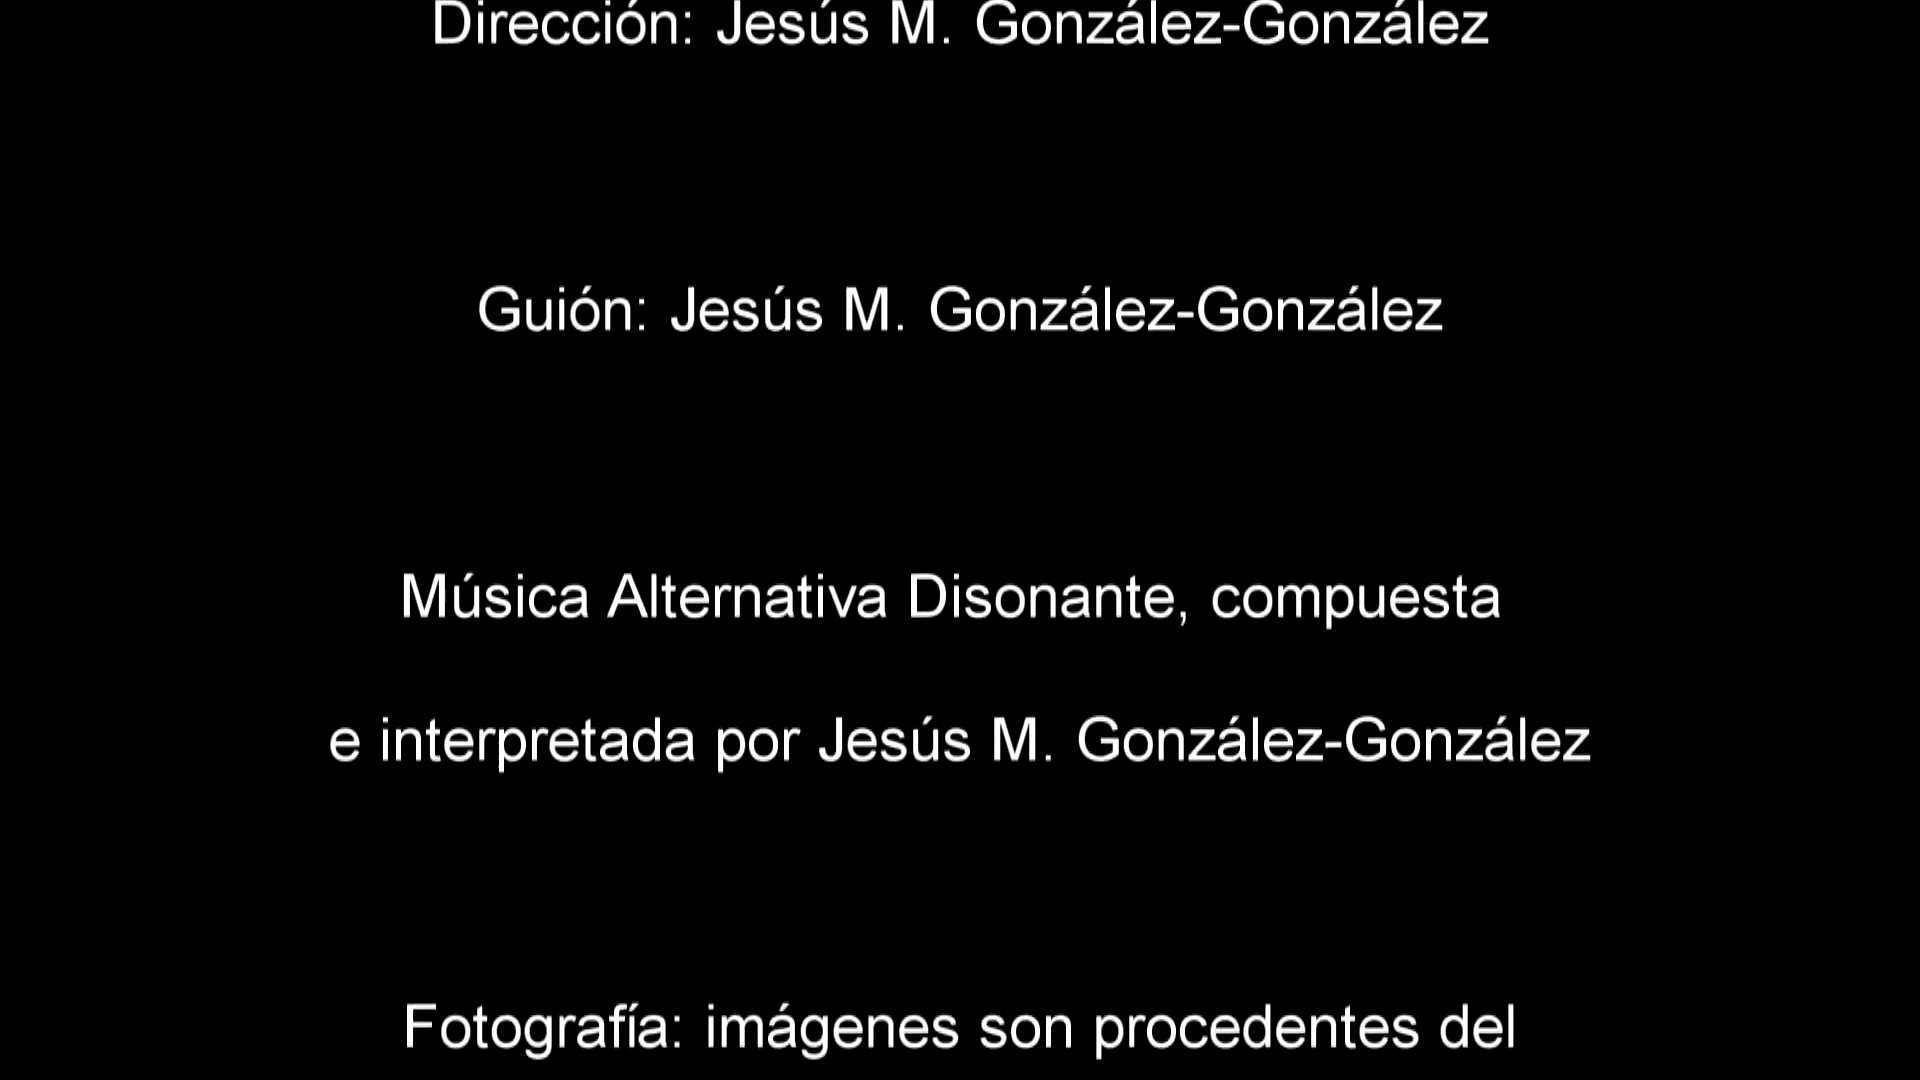 Dirección: Jesús M. González-González
Guión: Jesús M. González-González
Música Alternativa Disonante, compuesta
e interpretada por Jesús M. González-González
Fotografía: imágenes son procedentes del